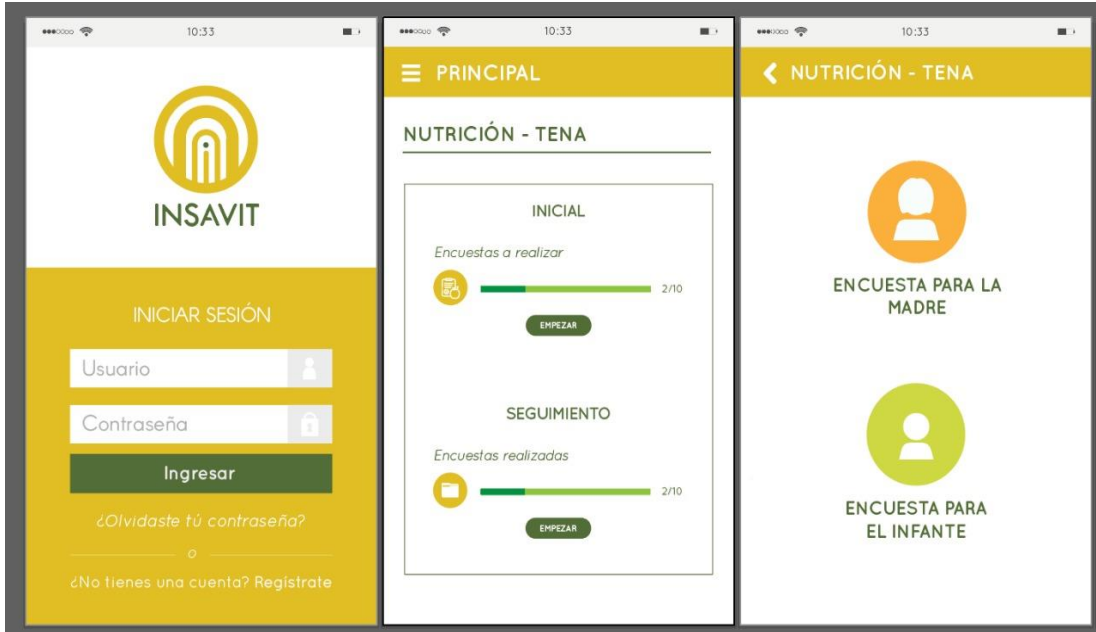 10:33
INSAVIT
INICIAR SESIÓN
Usuario
Contraseña
Ingresar
¿Olvidaste tú contraseña?
o
¿No tienes una cuenta? Regístrate
10:33
PRINCIPAL
NUTRICIÓN - TENA
INICIAL
Encuestas a realizar
2/10
EMPEZAR
SEGUIMIENTO
Encuestas realizadas
2/10
EMPEZAR
10:33
NUTRICIÓN - TENA
ENCUESTA PARA LA
MADRE
ENCUESTA PARA
EL INFANTE